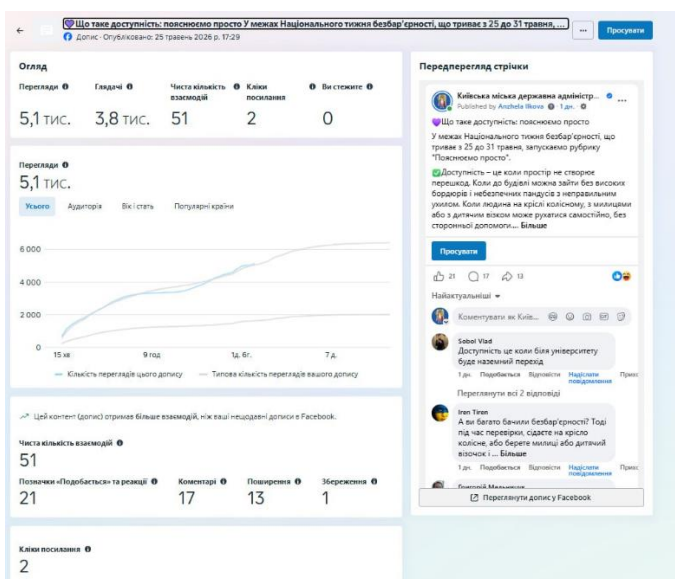 💜Що таке доступність: пояснюємо просто У межах Національного тижня безбар'єрності, що триває з 25 до 31 травня, ...
Допис · Опубліковано: 25 травень 2026 р. 17:29
Просувати
Огляд
Перегляди
Глядачі
Чиста кількість взаємодій
Кліки посилання
Ви стежите
5,1 тис.
3,8 тис.
51
2
0
Перегляди
5,1 тис.
Усього
Аудиторія
Вік і стать
Популярні країни
6 000
4 000
2 000
0
15 хв
9 год
1д. 6г.
7 д.
Кількість переглядів цього допису
Типова кількість переглядів вашого допису
Цей контент (допис) отримав більше взаємодій, ніж ваші нещодавні дописи в Facebook.
Чиста кількість взаємодій
51
Позначки «Подобається» та реакції
Коментарі
Поширення
Збереження
21
17
13
1
Кліки посилання
2
Передперегляд стрічки
Київська міська державна адміністр...
Published by Anzhela Ilkova · 1 дн.
💜Що таке доступність: пояснюємо просто
У межах Національного тижня безбар'єрності, що
триває з 25 до 31 травня, запускаємо рубрику
"Пояснюємо просто".
✅Доступність – це коли простір не створює
перешкод. Коли до будівлі можна зайти без високих
бордюрів і небезпечних пандусів з неправильним
ухилом. Коли людина на кріслі колісному, з милицями
або з дитячим візком може рухатися самостійно, без
сторонньої допомоги.... Більше
Просувати
21
17
13
Найактуальніші
Коментувати як Київ...
Sobol Vlad
Доступність це коли біля університету
буде наземний перехід
1 дн. Подобається Відповісти Надіслати повідомлення
Переглянути всі 2 відповіді
Iren Tiren
А ви багато бачили безбар'єрності? Тоді
під час перевірки, сідаєте на крісло
колісне, або берете милиці або дитячий
візочок і ... Більше
1 дн. Подобається Відповісти Надіслати повідомлення
Переглянути допис у Facebook